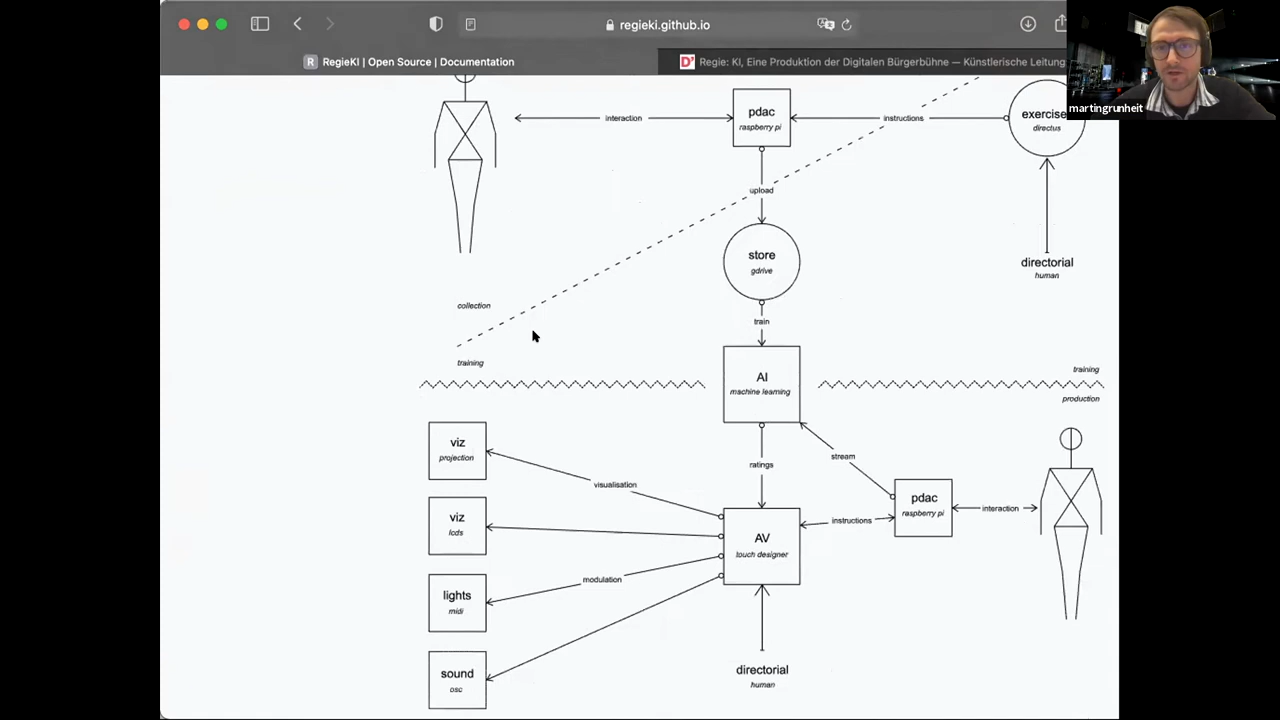 regieki.github.io
R RegieKI | Open Source | Documentation
D' Regie: KI, Eine Produktion der Digitalen Bürgerbühne — Künstlerische Leitung
martingrunheit
pdac
raspberry pi
interaction
instructions
exercise
directus
upload
store
gdrive
directorial
human
collection
train
training
AI
machine learning
training
production
viz
projection
visualisation
ratings
stream
pdac
raspberry pi
interaction
instructions
viz
lcds
AV
touch designer
modulation
lights
midi
sound
osc
directorial
human